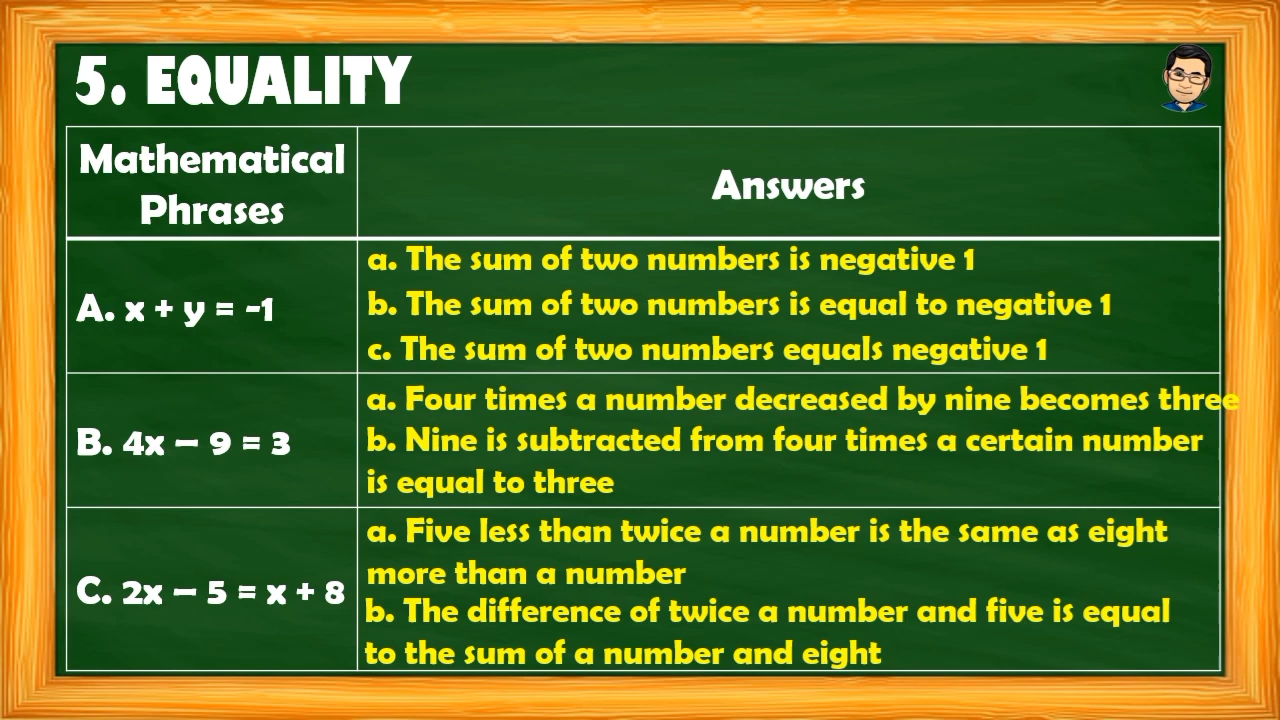 5. EQUALITY
Mathematical
Phrases
Answers
A. x + y = -1
a. The sum of two numbers is negative 1
b. The sum of two numbers is equal to negative 1
c. The sum of two numbers equals negative 1
B. 4x – 9 = 3
a. Four times a number decreased by nine becomes three
b. Nine is subtracted from four times a certain number
is equal to three
C. 2x – 5 = x + 8
a. Five less than twice a number is the same as eight
more than a number
b. The difference of twice a number and five is equal
to the sum of a number and eight